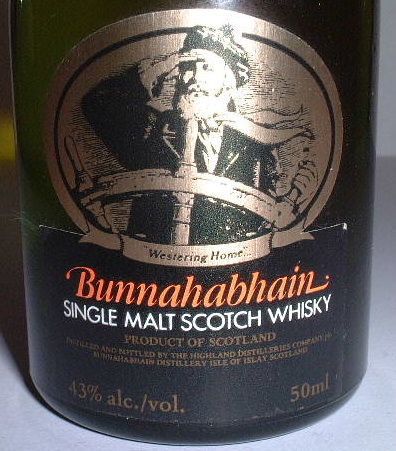 "Westering Home"...
Bunnahabhain
SINGLE MALT SCOTCH WHISKY
PRODUCT OF SCOTLAND
DISTILLED AND BOTTLED BY THE HIGHLAND DISTILLERIES COMPANY
BUNNAHABHAIN DISTILLERY ISLE OF ISLAY SCOTLAND
43% alc./vol. 50ml